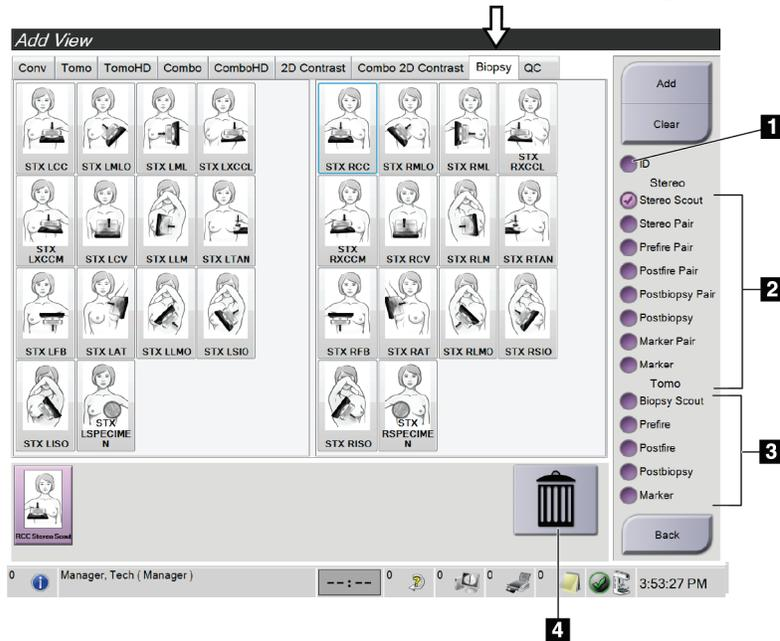 Add View
Conv Tomo TomoHD Combo ComboHD 2D Contrast Combo 2D Contrast Biopsy QC
STX LCC STX LMLO STX LML STX LXCCL
STX LXCCM STX LCV STX LLM STX LTAN
STX LFB STX LAT STX LLMO STX LSIO
STX LISO STX LSPECIMEN
STX RCC STX RMLO STX RML STX RXCCL
STX RXCCM STX RCV STX RLM STX RTAN
STX RFB STX RAT STX RLMO STX RSIO
STX RISO STX RSPECIMEN
Add
Clear
ID
Stereo
Stereo Scout
Stereo Pair
Prefire Pair
Postfire Pair
Postbiopsy Pair
Postbiopsy
Marker Pair
Marker
Tomo
Biopsy Scout
Prefire
Postfire
Postbiopsy
Marker
Back
1
2
3
RCC Stereo Scout
0 Manager, Tech ( Manager ) --:-- 0 0 0 0 3:53:27 PM
4